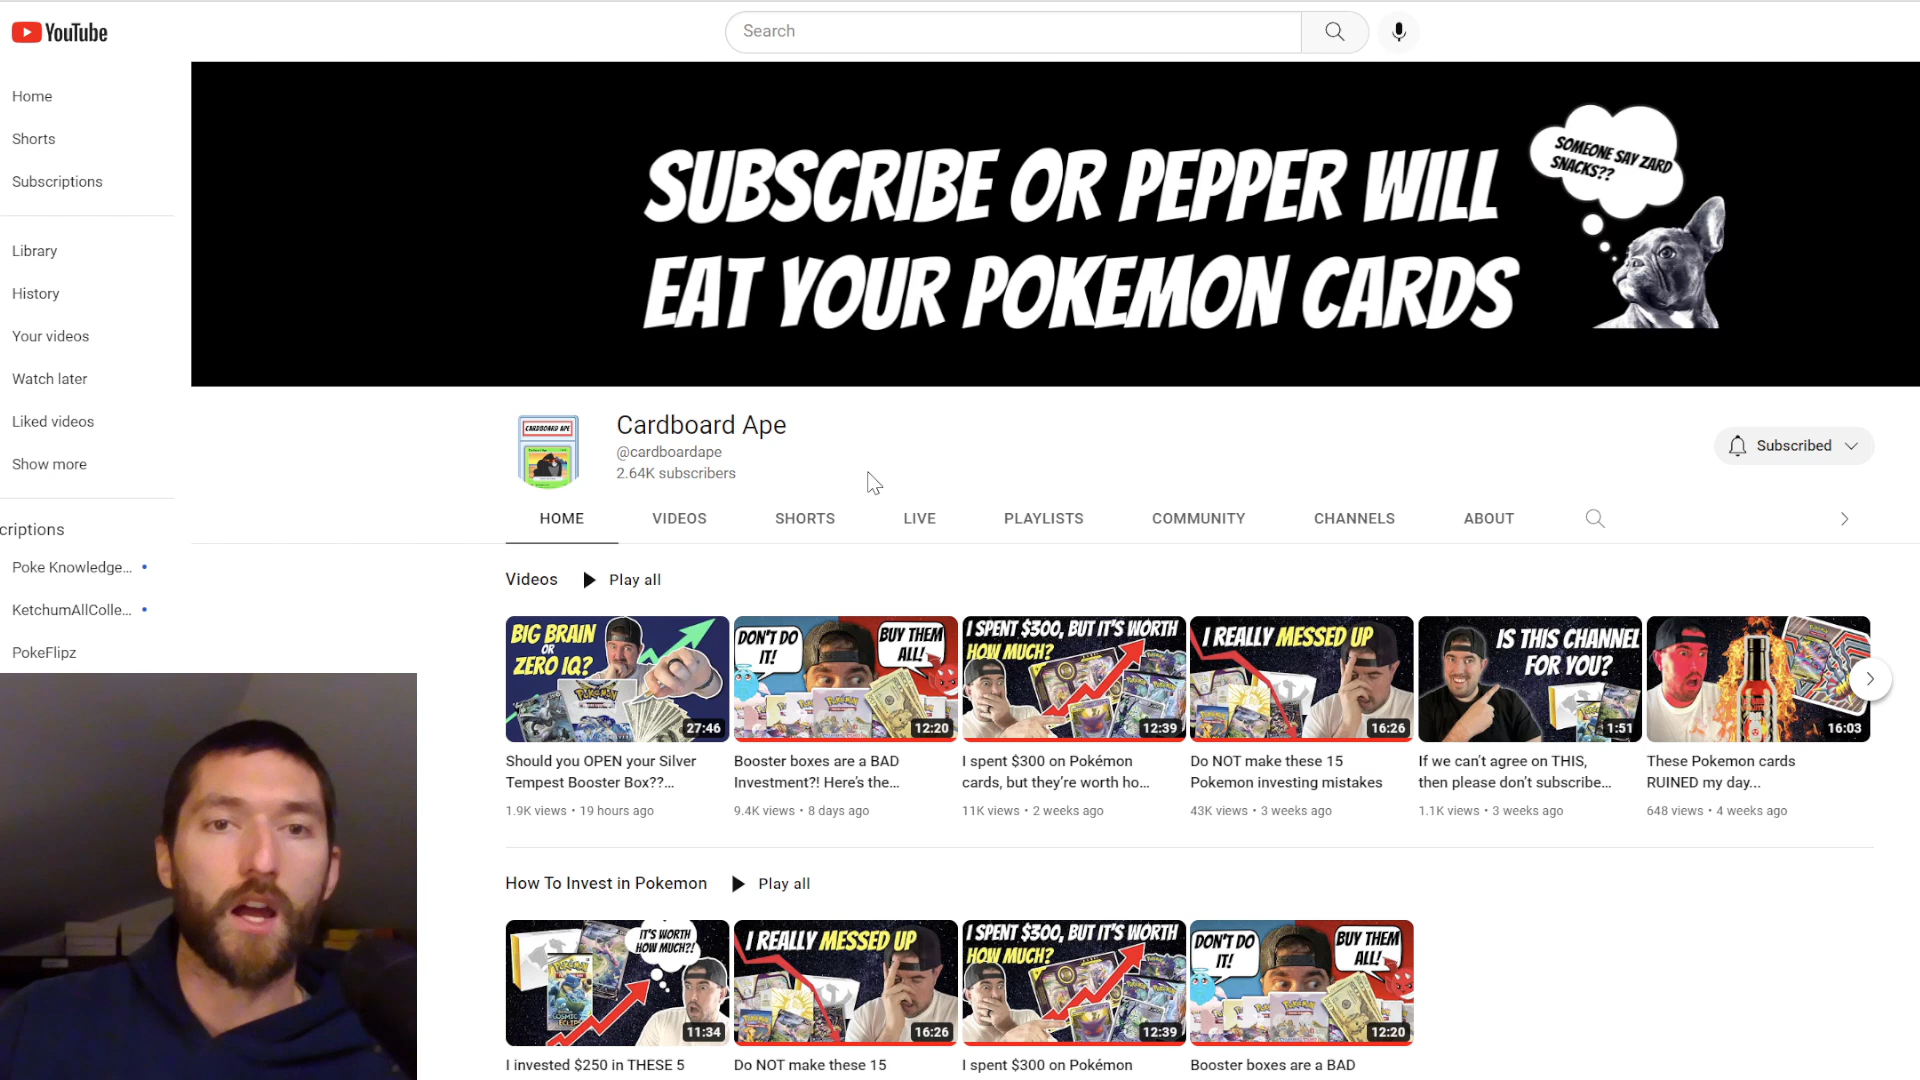 YouTube
Search
Home
Shorts
Subscriptions
Library
History
Your videos
Watch later
Liked videos
Show more
criptions
Poke Knowledge...
KetchumAllColle...
PokeFlipz
SUBSCRIBE OR PEPPER WILL
EAT YOUR POKEMON CARDS
SOMEONE SAY ZARD
SNACKS??
CARDBOARD APE
Cardboard Ape
@cardboardape
2.64K subscribers
Subscribed
HOME
VIDEOS
SHORTS
LIVE
PLAYLISTS
COMMUNITY
CHANNELS
ABOUT
Videos
Play all
BIG BRAIN
OR
ZERO IQ?
POKEMON
27:46
DON'T DO
IT!
BUY THEM
ALL!
12:20
I SPENT $300, BUT IT'S WORTH
HOW MUCH?
12:39
I REALLY MESSED UP
16:26
IS THIS CHANNEL
FOR YOU?
1:51
16:03
Should you OPEN your Silver
Tempest Booster Box??...
1.9K views • 19 hours ago
Booster boxes are a BAD
Investment?! Here's the...
9.4K views • 8 days ago
I spent $300 on Pokémon
cards, but they're worth ho...
11K views • 2 weeks ago
Do NOT make these 15
Pokemon investing mistakes
43K views • 3 weeks ago
If we can't agree on THIS,
then please don't subscribe...
1.1K views • 3 weeks ago
These Pokemon cards
RUINED my day...
648 views • 4 weeks ago
How To Invest in Pokemon
Play all
IT'S WORTH
HOW MUCH?!
COSMIC
ECLIPSE
11:34
I REALLY MESSED UP
16:26
I SPENT $300, BUT IT'S WORTH
HOW MUCH?
12:39
DON'T DO
IT!
BUY THEM
ALL!
12:20
I invested $250 in THESE 5
Do NOT make these 15
I spent $300 on Pokémon
Booster boxes are a BAD